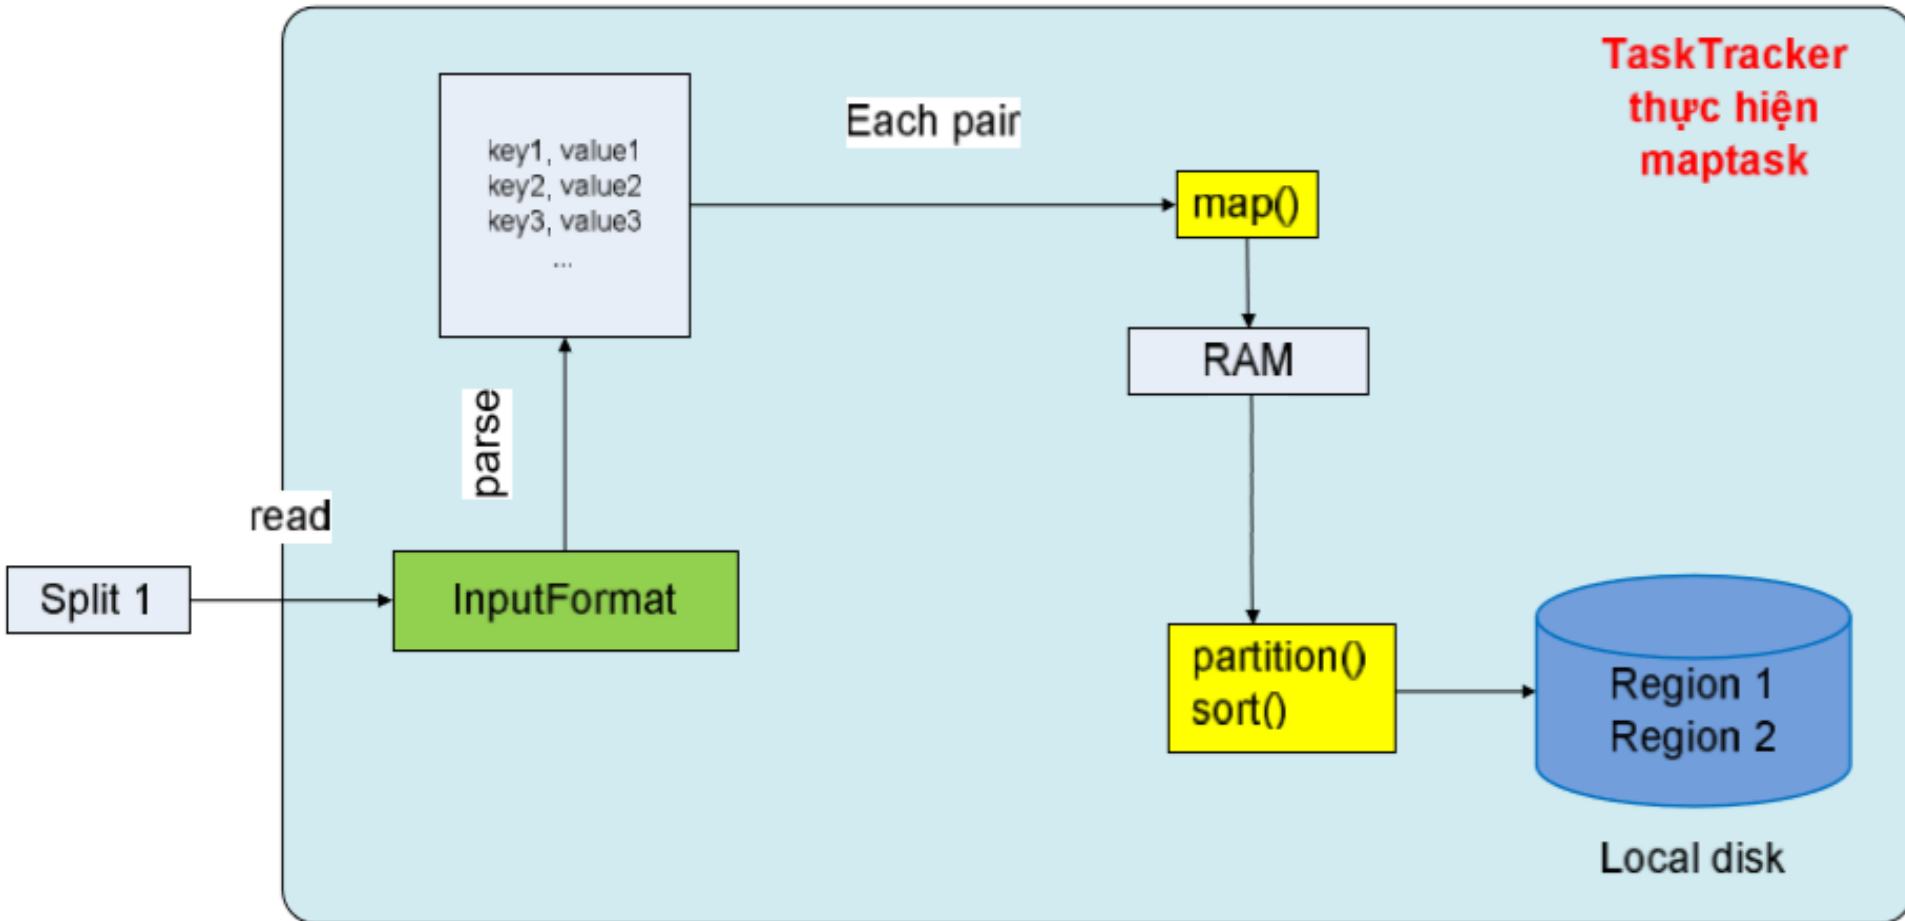 TaskTracker
thực hiện
maptask
key1, value1
key2, value2
key3, value3
...
Each pair
map()
RAM
parse
read
Split 1
InputFormat
partition()
sort()
Region 1
Region 2
Local disk